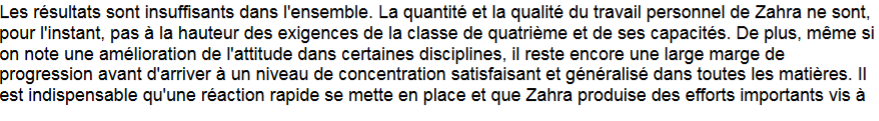 Les résultats sont insuffisants dans l'ensemble. La quantité et la qualité du travail personnel de Zahra ne sont,
pour l'instant, pas à la hauteur des exigences de la classe de quatrième et de ses capacités. De plus, même si
on note une amélioration de l'attitude dans certaines disciplines, il reste encore une large marge de
progression avant d'arriver à un niveau de concentration satisfaisant et généralisé dans toutes les matières. Il
est indispensable qu'une réaction rapide se mette en place et que Zahra produise des efforts importants vis à